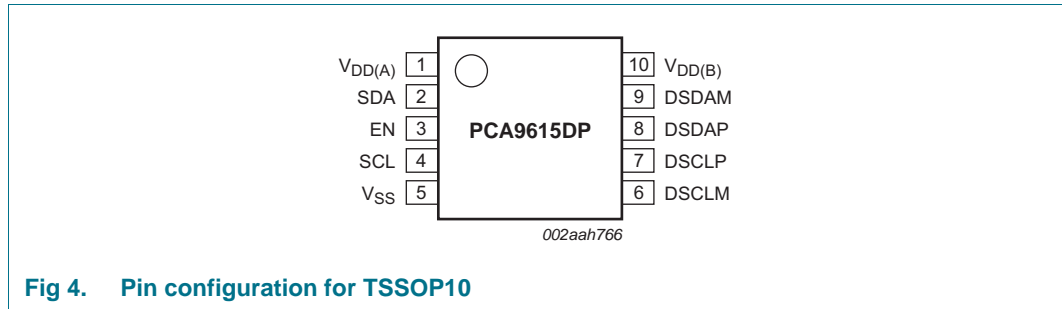 VDD(A) 1 10 VDD(B)
SDA 2 9 DSDAM
EN 3 PCA9615DP 8 DSDAP
SCL 4 7 DSCLP
VSS 5 6 DSCLM
002aah766
Fig 4. Pin configuration for TSSOP10